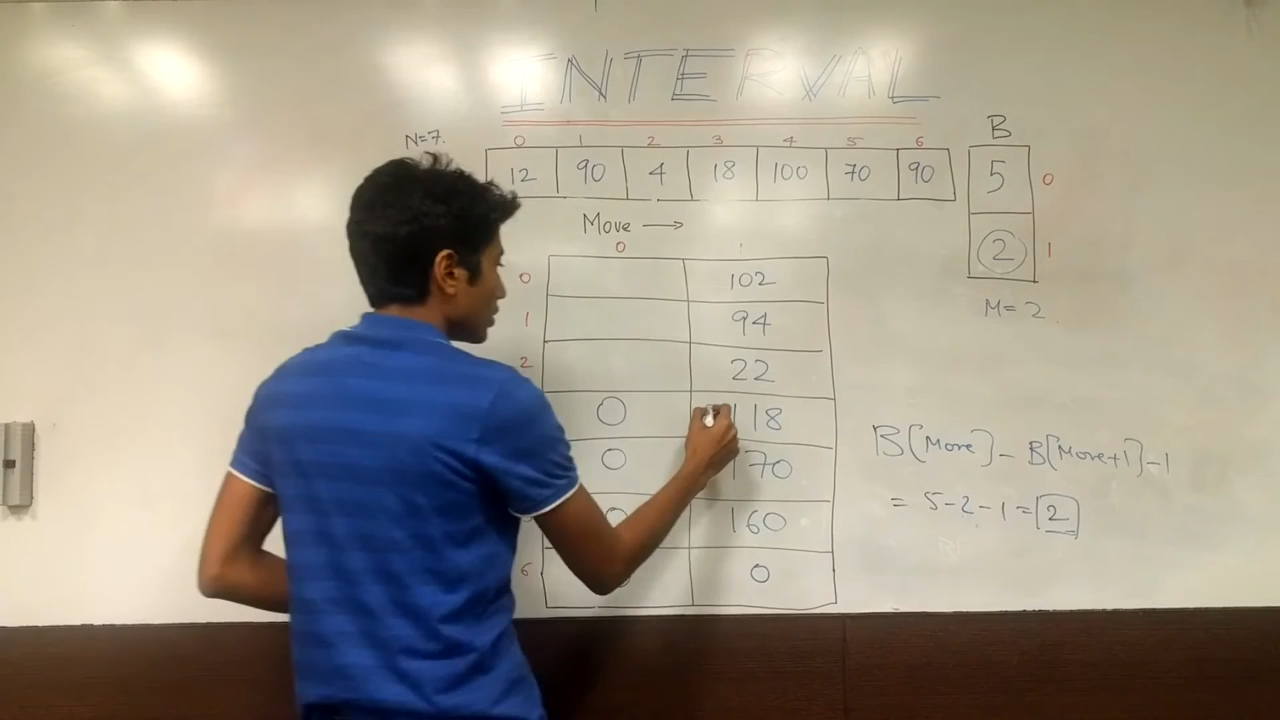 INTERVAL
N=7.
0 1 2 3 4 5 6
12 90 4 18 100 70 90
B
5 0
2 1
M=2
Move →
0 1
0 102
1 94
2 22
0 118
0 170
160
6 0
B[Move] - B[Move+1] - 1
= 5-2-1 = 2